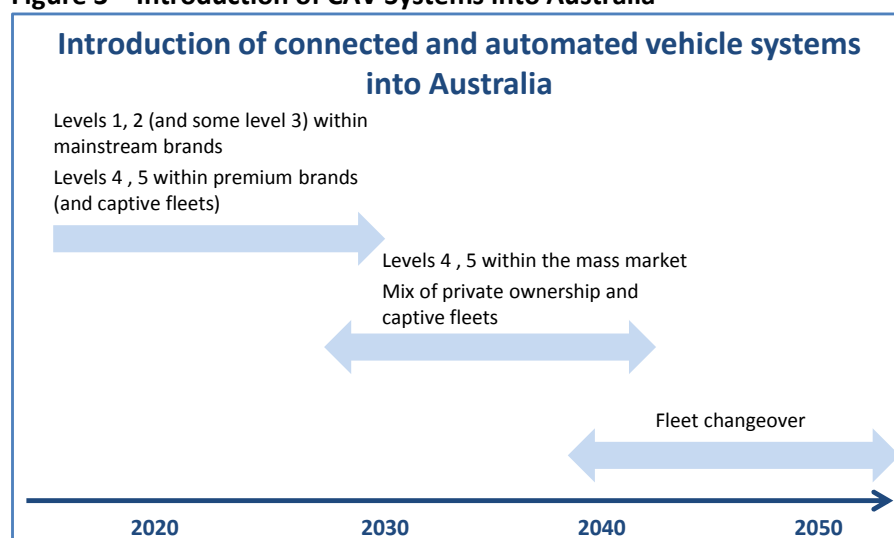 Figure 3 – Introduction of CAV Systems into Australia
Introduction of connected and automated vehicle systems
into Australia
Levels 1, 2 (and some level 3) within
mainstream brands
Levels 4 , 5 within premium brands
(and captive fleets)
Levels 4 , 5 within the mass market
Mix of private ownership and
captive fleets
Fleet changeover
2020 2030 2040 2050